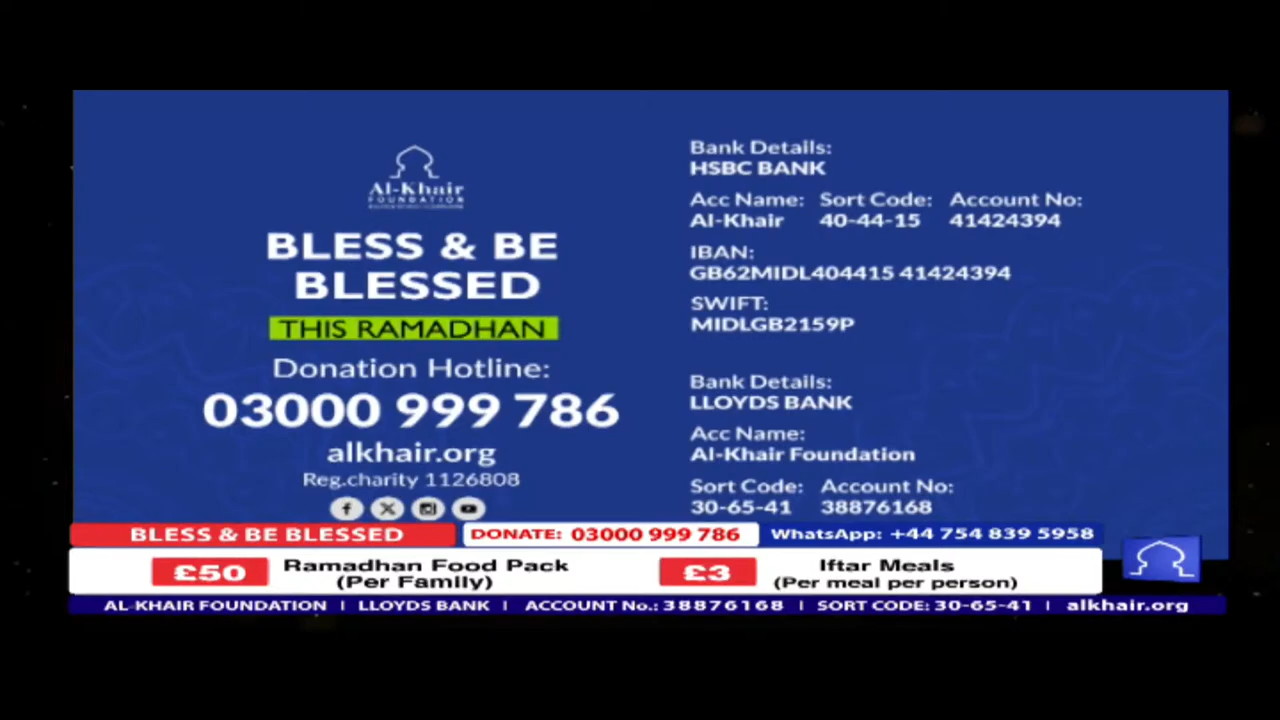 Al-Khair
FOUNDATION
BLESS & BE
BLESSED
THIS RAMADHAN
Donation Hotline:
03000 999 786
alkhair.org
Reg.charity 1126808
Bank Details:
HSBC BANK
Acc Name: Sort Code: Account No:
Al-Khair 40-44-15 41424394
IBAN:
GB62MIDL404415 41424394
SWIFT:
MIDLGB2159P
Bank Details:
LLOYDS BANK
Acc Name:
Al-Khair Foundation
Sort Code: Account No:
30-65-41 38876168
BLESS & BE BLESSED DONATE: 03000 999 786 WhatsApp: +44 754 839 5958
£50 Ramadhan Food Pack
(Per Family)
£3 Iftar Meals
(Per meal per person)
AL-KHAIR FOUNDATION | LLOYDS BANK | ACCOUNT No.: 38876168 | SORT CODE: 30-65-41 | alkhair.org